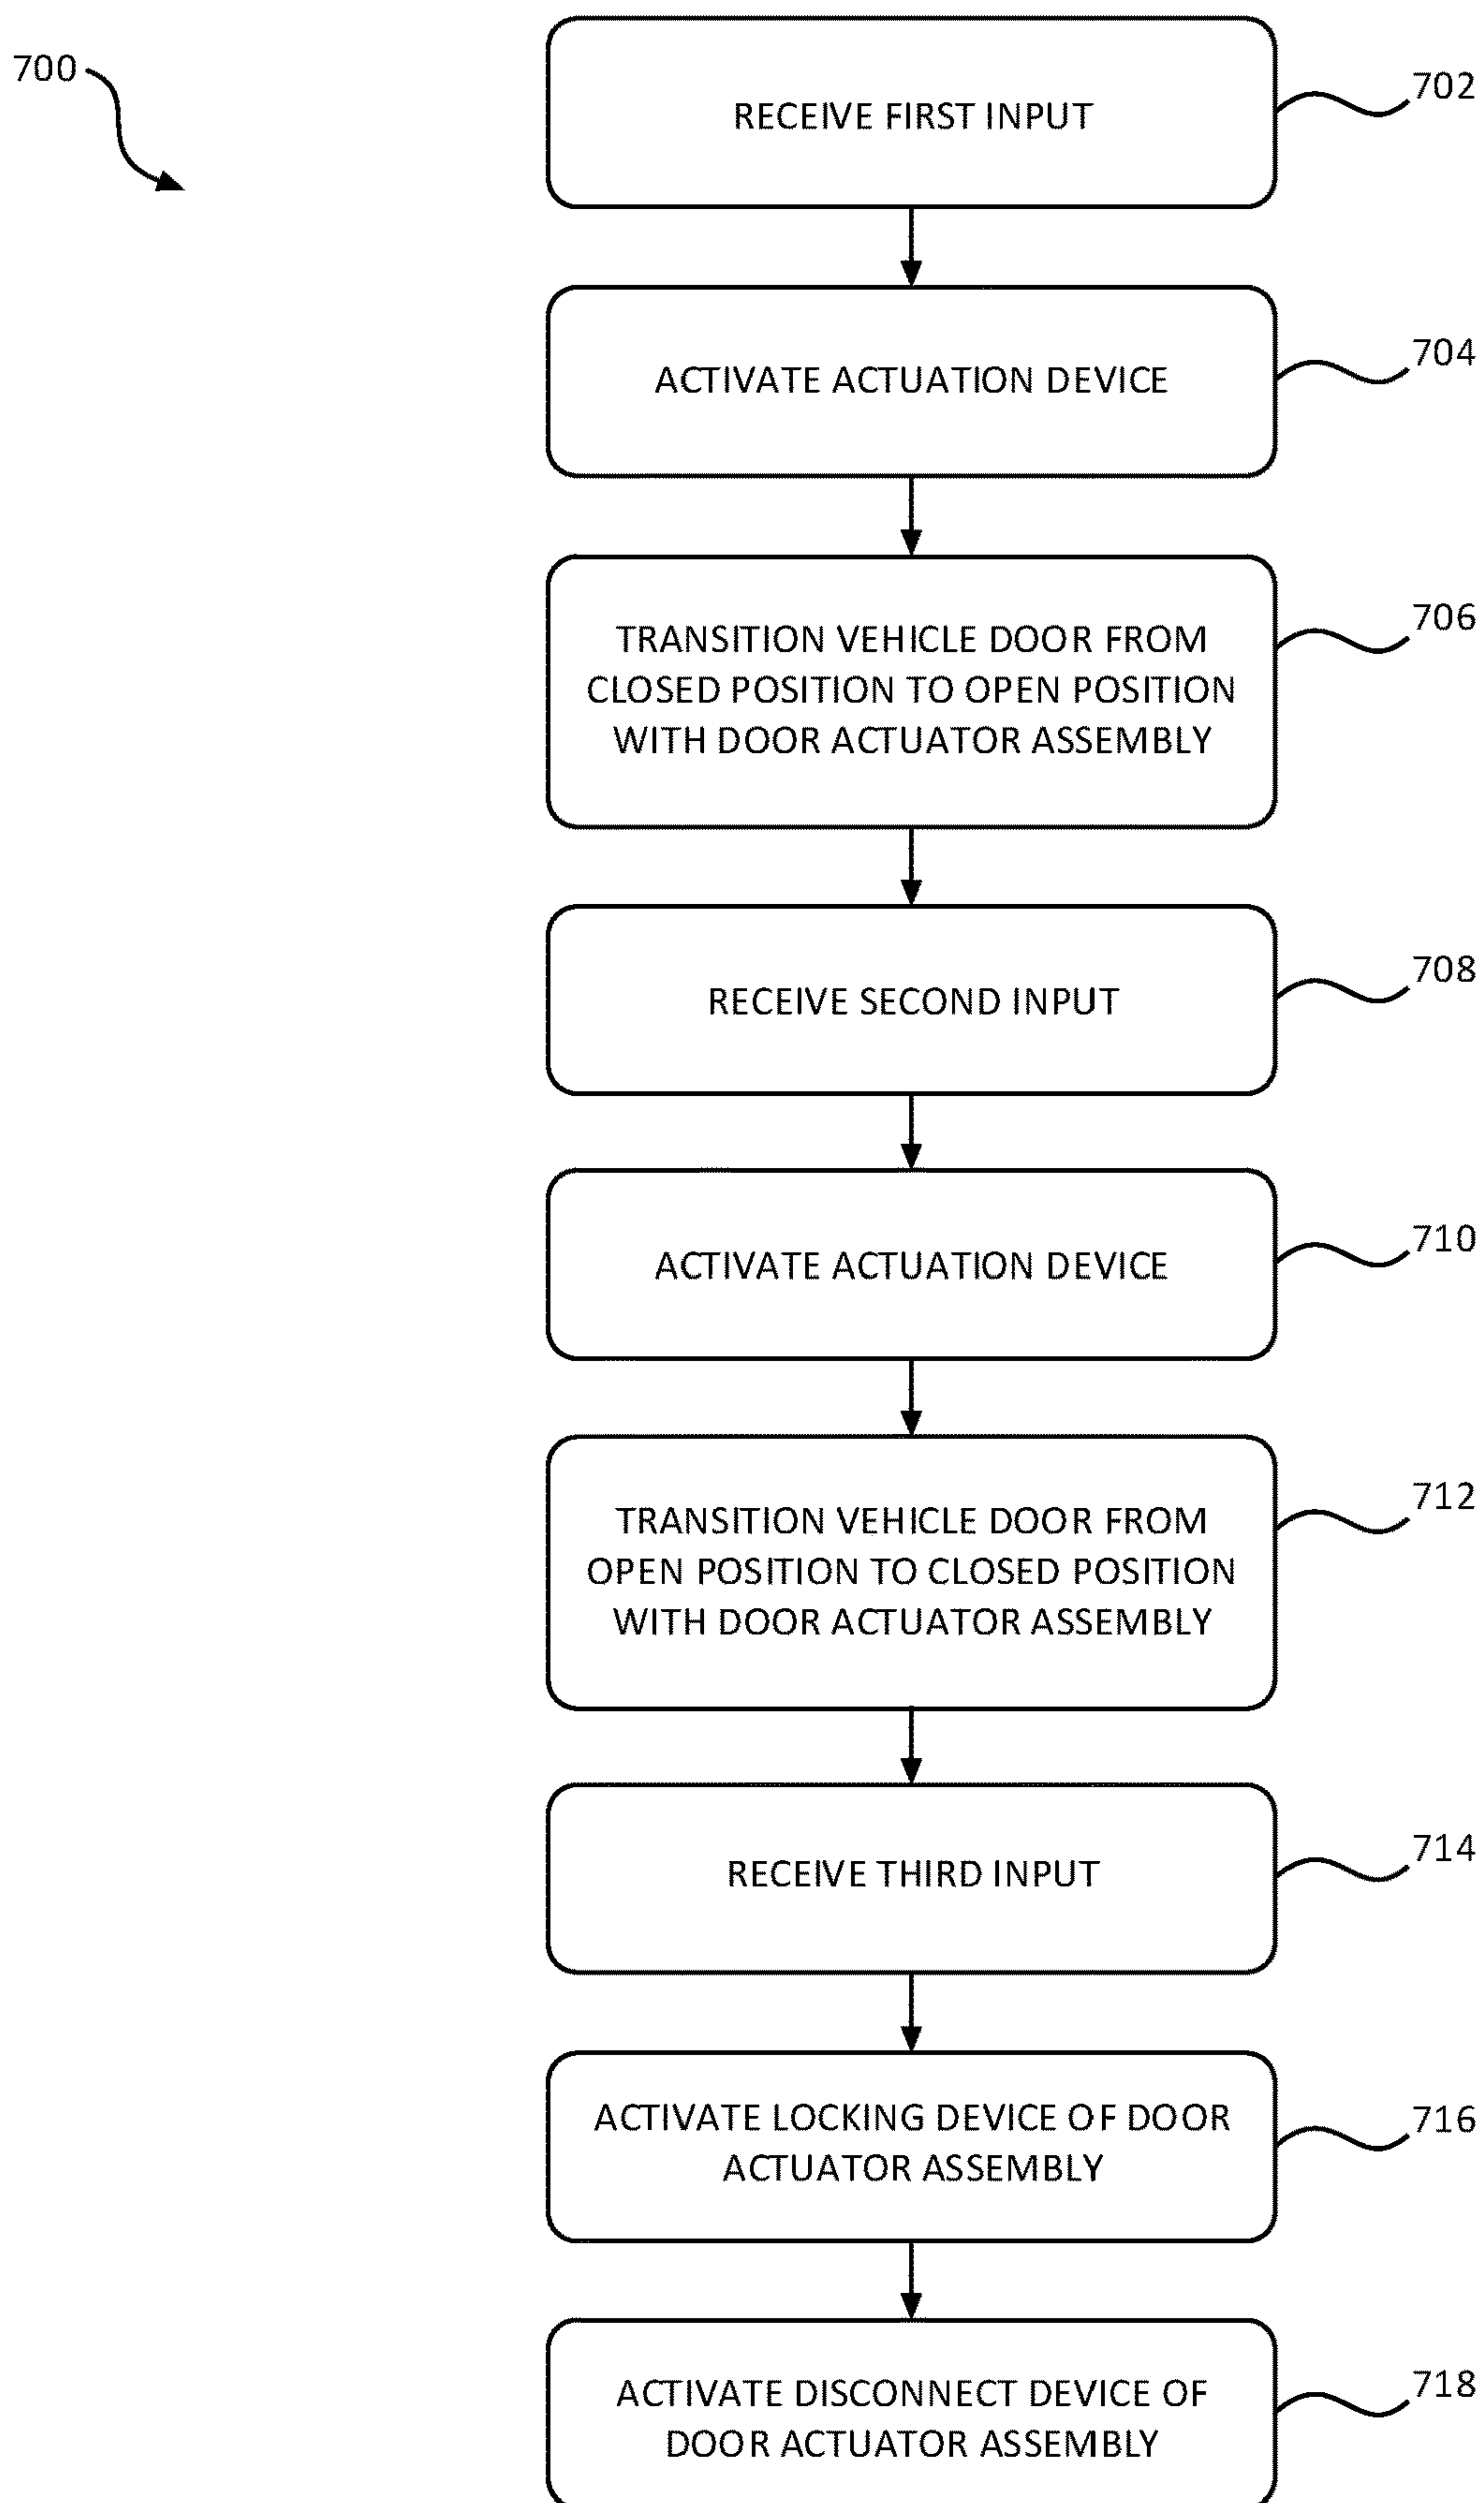 700
RECEIVE FIRST INPUT
702
ACTIVATE ACTUATION DEVICE
704
TRANSITION VEHICLE DOOR FROM
CLOSED POSITION TO OPEN POSITION
WITH DOOR ACTUATOR ASSEMBLY
706
RECEIVE SECOND INPUT
708
ACTIVATE ACTUATION DEVICE
710
TRANSITION VEHICLE DOOR FROM
OPEN POSITION TO CLOSED POSITION
WITH DOOR ACTUATOR ASSEMBLY
712
RECEIVE THIRD INPUT
714
ACTIVATE LOCKING DEVICE OF DOOR
ACTUATOR ASSEMBLY
716
ACTIVATE DISCONNECT DEVICE OF
DOOR ACTUATOR ASSEMBLY
718